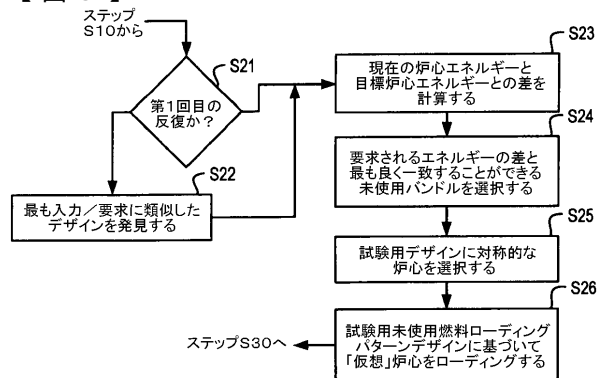 ステップ
S10から
S21
第1回目の
反復か?
S22
最も入力/要求に類似した
デザインを発見する
S23
現在の炉心エネルギーと
目標炉心エネルギーとの差を
計算する
S24
要求されるエネルギーの差と
最も良く一致することができる
未使用バンドルを選択する
S25
試験用デザインに対称的な
炉心を選択する
S26
試験用未使用燃料ローディング
パターンデザインに基づいて
「仮想」炉心をローディングする
ステップS30へ